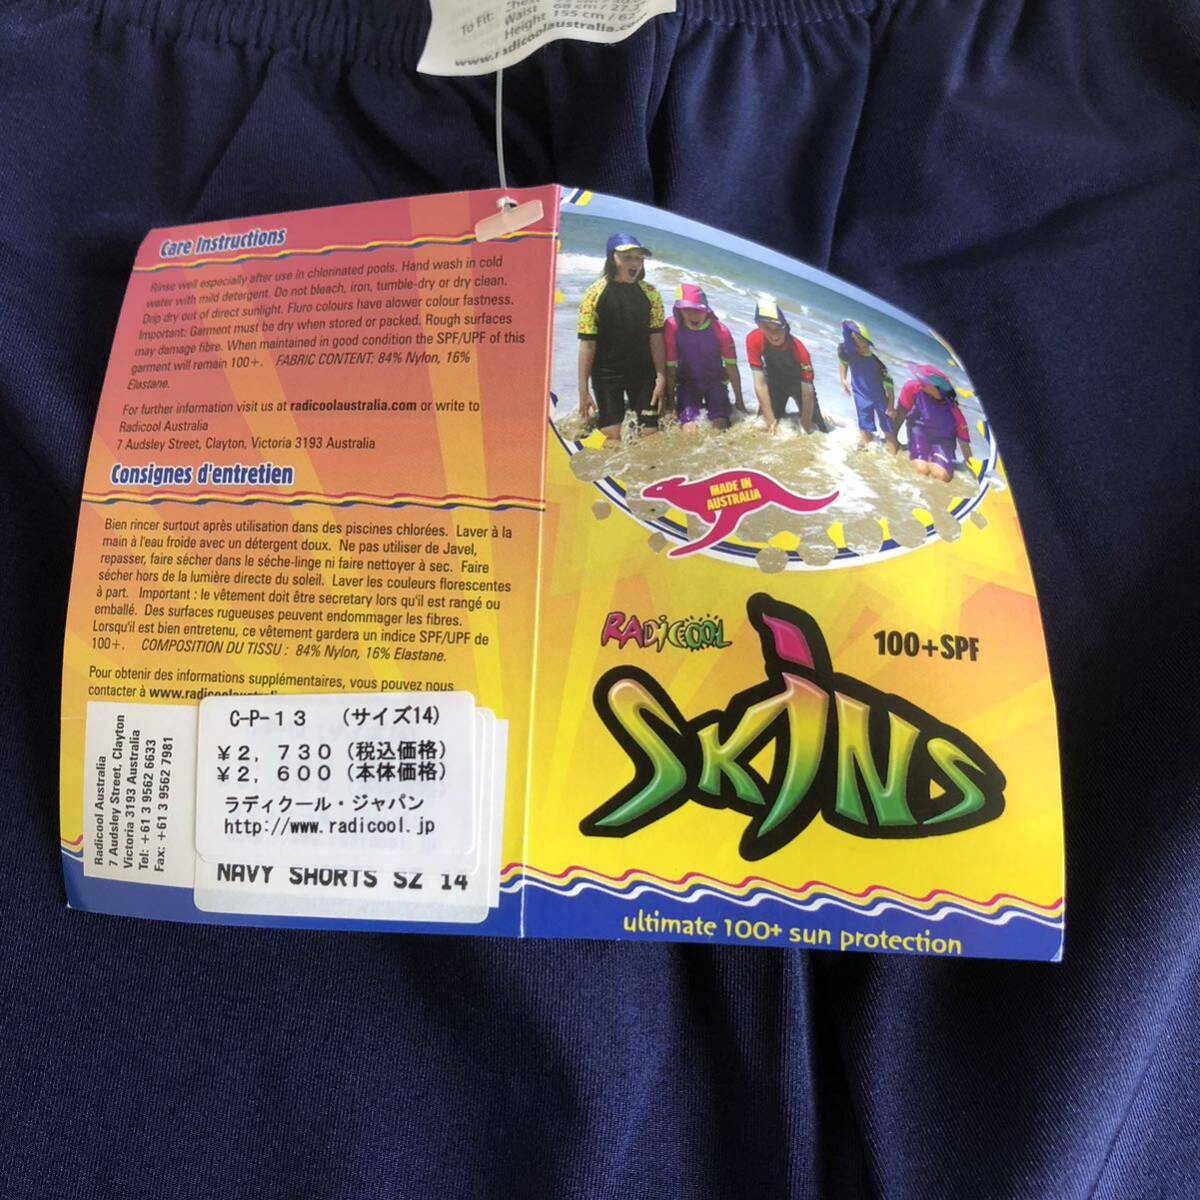 To Fit:
Waist 68 cm / 27.
Height 155 cm / 62
www.radicoolaustralia.co
Care Instructions
Rinse well especially after use in chlorinated pools. Hand wash in cold
water with mild detergent. Do not bleach, iron, tumble-dry or dry clean.
Drip dry out of direct sunlight. Fluro colours have alower colour fastness.
Important: Garment must be dry when stored or packed. Rough surfaces
may damage fibre. When maintained in good condition the SPF/UPF of this
garment will remain 100+. FABRIC CONTENT: 84% Nylon, 16%
Elastane.
For further information visit us at radicoolaustralia.com or write to
Radicool Australia
7 Audsley Street, Clayton, Victoria 3193 Australia
Consignes d'entretien
Bien rincer surtout après utilisation dans des piscines chlorées. Laver à la
main à l'eau froide avec un détergent doux. Ne pas utiliser de Javel,
repasser, faire sécher dans le séche-linge ni faire nettoyer à sec. Faire
sécher hors de la lumière directe du soleil. Laver les couleurs florescentes
à part. Important : le vêtement doit être secretary lors qu'il est rangé ou
emballé. Des surfaces rugueuses peuvent endommager les fibres.
Lorsqu'il est bien entretenu, ce vêtement gardera un indice SPF/UPF de
100+. COMPOSITION DU TISSU : 84% Nylon, 16% Elastane.
Pour obtenir des informations supplémentaires, vous pouvez nous
contacter à www.radicoolaustrali
Radicool Australia
7 Audsley Street, Clayton
Victoria 3193 Australia
Tel: +61 3 9562 6633
Fax: +61 3 9562 7981
C-P-13 (サイズ14)
¥2,730(税込価格)
¥2,600(本体価格)
ラディクール・ジャパン
http://www.radicool.jp
NAVY SHORTS SZ 14
MADE IN
AUSTRALIA
RADICOOL
100+SPF
SKINS
ultimate 100+ sun protection